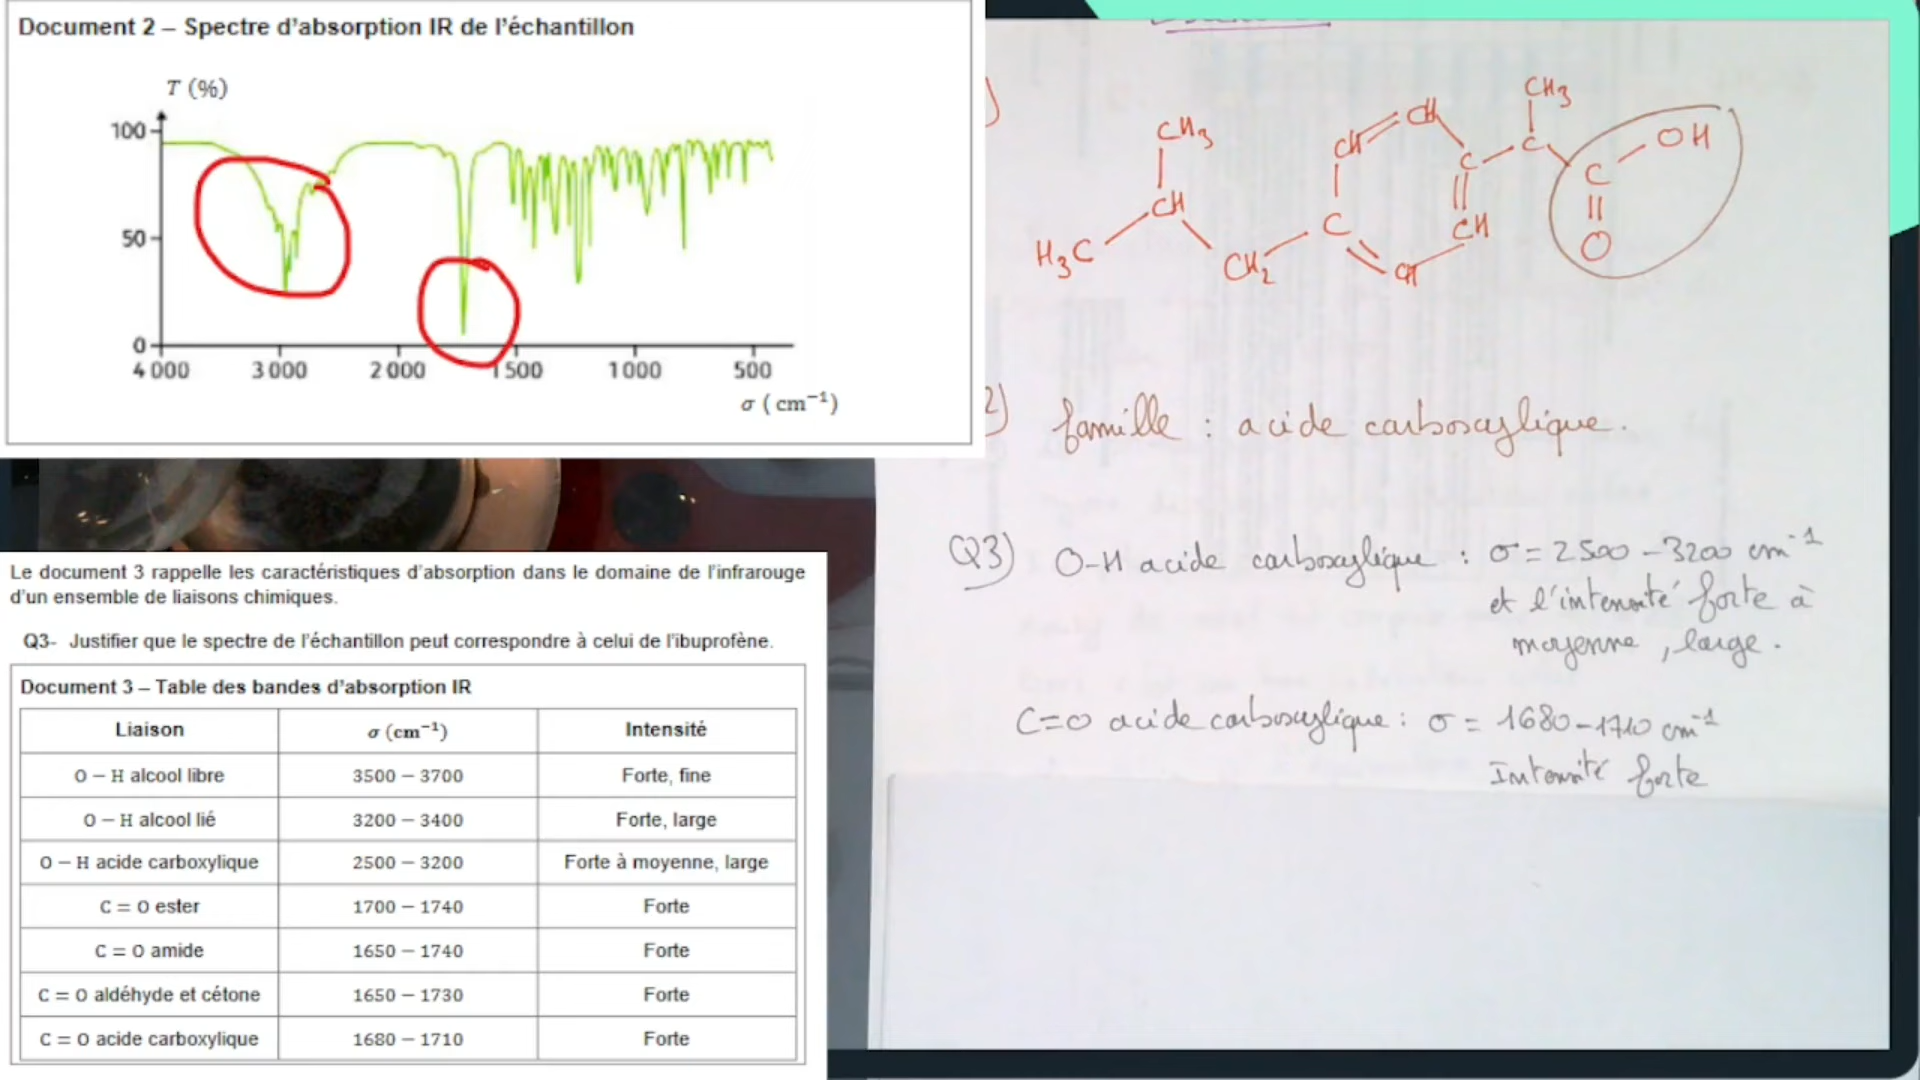 Document 2 – Spectre d'absorption IR de l'échantillon
T (%)
100
50
0
4 000 3 000 2 000 1 500 1 000 500
σ ( cm⁻¹)
Le document 3 rappelle les caractéristiques d'absorption dans le domaine de l'infrarouge
d'un ensemble de liaisons chimiques.
Q3- Justifier que le spectre de l'échantillon peut correspondre à celui de l'ibuprofène.
Document 3 – Table des bandes d'absorption IR
Liaison σ (cm⁻¹) Intensité
O – H alcool libre 3500 – 3700 Forte, fine
O – H alcool lié 3200 – 3400 Forte, large
O – H acide carboxylique 2500 – 3200 Forte à moyenne, large
C = O ester 1700 – 1740 Forte
C = O amide 1650 – 1740 Forte
C = O aldéhyde et cétone 1650 – 1730 Forte
C = O acide carboxylique 1680 – 1710 Forte
CH3
CH3 CH CH OH
C C C
CH C CH O
H3C CH2 CH
2) famille : acide carboxylique.
Q3) O-H acide carboxylique : σ = 2500 - 3200 cm⁻¹
et l'intensité forte à
moyenne, large.
C=O acide carboxylique : σ = 1680 - 1710 cm⁻¹
Intensité forte